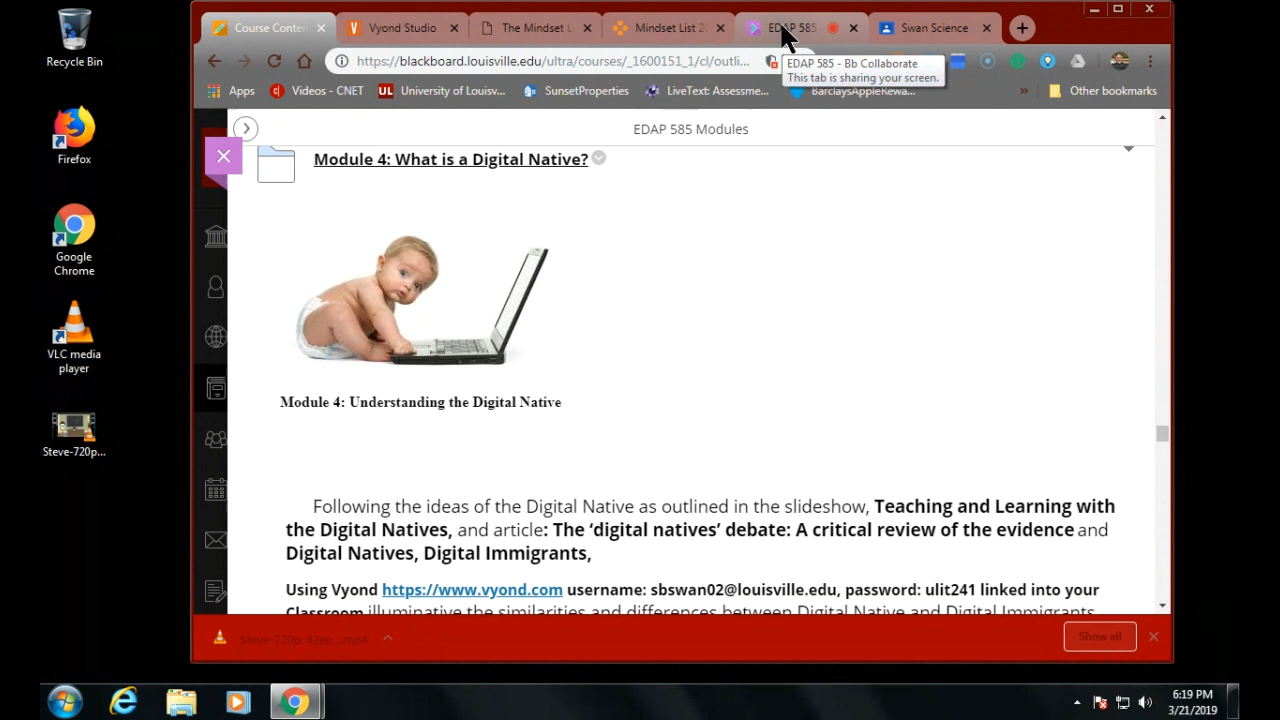 Recycle Bin
Firefox
Google
Chrome
VLC media
player
Steve-720p...
Course Conten
Vyond Studio
The Mindset L
Mindset List 20
EDAP 585
Swan Science
https://blackboard.louisville.edu/ultra/courses/_1600151_1/cl/outli...
EDAP 585 - Bb Collaborate
This tab is sharing your screen.
Apps
Videos - CNET
UL University of Louisv...
SunsetProperties
LiveText: Assessme...
BarclaysAppleRewa...
»
Other bookmarks
EDAP 585 Modules
Module 4: What is a Digital Native?
Module 4: Understanding the Digital Native
Following the ideas of the Digital Native as outlined in the slideshow, Teaching and Learning with
the Digital Natives, and article: The ‘digital natives’ debate: A critical review of the evidence and
Digital Natives, Digital Immigrants,
Using Vyond https://www.vyond.com username: sbswan02@louisville.edu, password: ulit241 linked into your
Classroom illuminative the similarities and differences between Digital Native and Digital Immigrants
Steve-720p-42ee....mp4
Show all
6:19 PM
3/21/2019